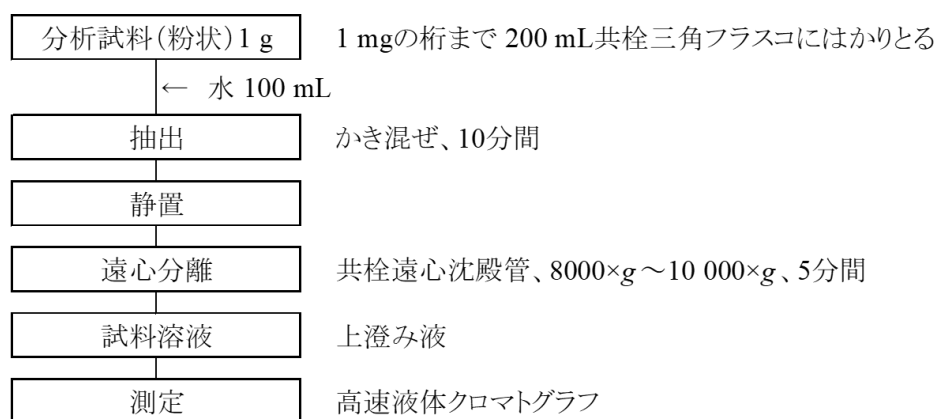 分析試料(粉状)1 g 1 mgの桁まで 200 mL共栓三角フラスコにはかりとる
← 水 100 mL
抽出 かき混ぜ、10分間
静置
遠心分離 共栓遠心沈殿管、8000×g～10 000×g、5分間
試料溶液 上澄み液
測定 高速液体クロマトグラフ